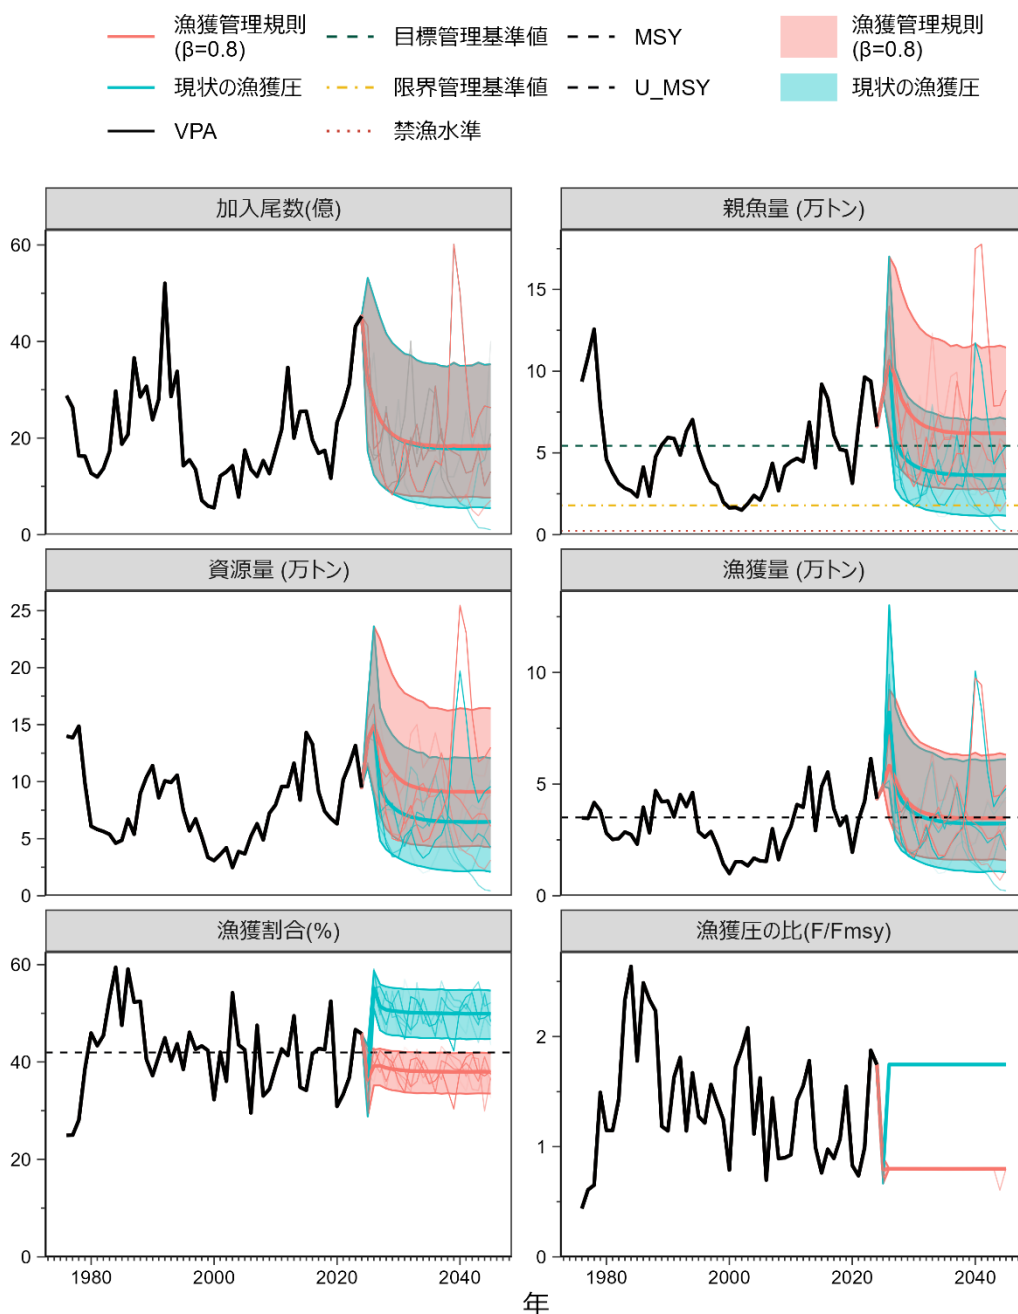 漁獲管理規則
(β=0.8)
目標管理基準値
MSY
漁獲管理規則
(β=0.8)
現状の漁獲圧
限界管理基準値
U_MSY
現状の漁獲圧
VPA
禁漁水準
加入尾数(億)
親魚量 (万トン)
60
40
20
0
15
10
5
0
資源量 (万トン)
漁獲量 (万トン)
25
20
15
10
5
0
10
5
0
漁獲割合(%)
漁獲圧の比(F/Fmsy)
60
40
20
0
2
1
0
1980
2000
2020
2040
1980
2000
2020
2040
年